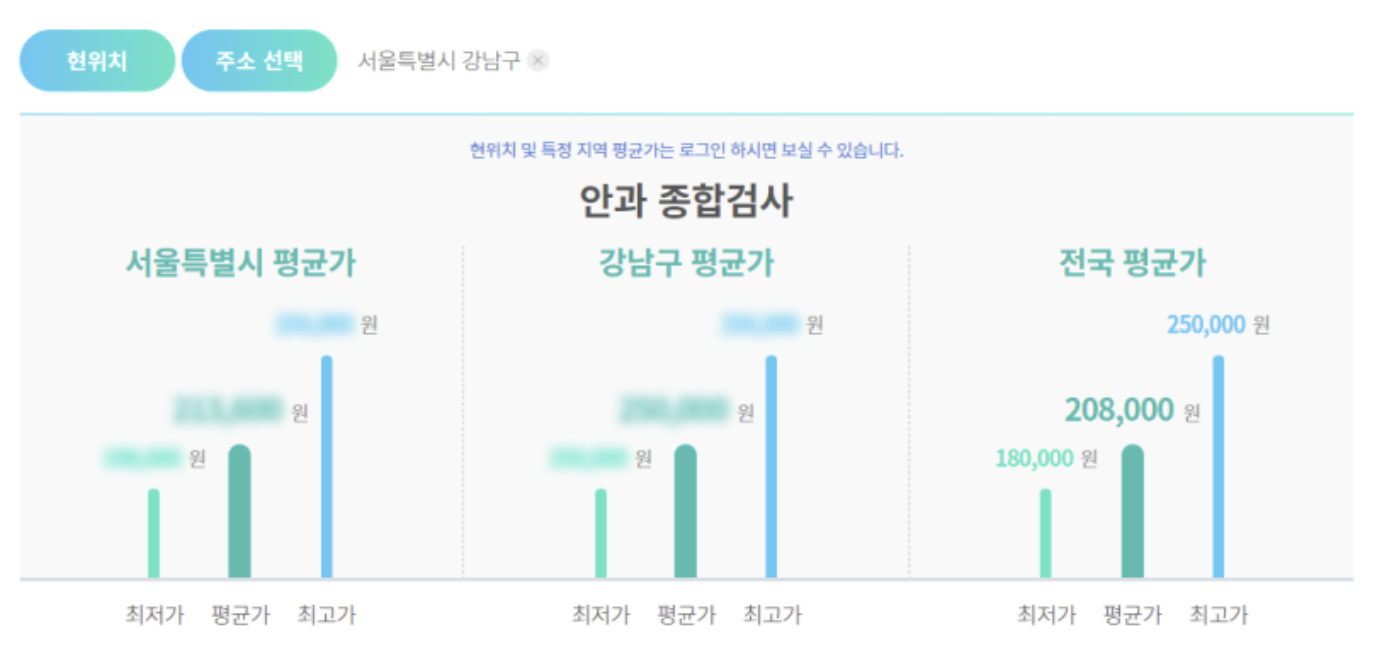 현위치 주소 선택 서울특별시 강남구 ×
현위치 및 특정 지역 평균가는 로그인 하시면 보실 수 있습니다.
안과 종합검사
서울특별시 평균가
원
원
원
최저가 평균가 최고가
강남구 평균가
원
원
원
최저가 평균가 최고가
전국 평균가
250,000 원
208,000 원
180,000 원
최저가 평균가 최고가